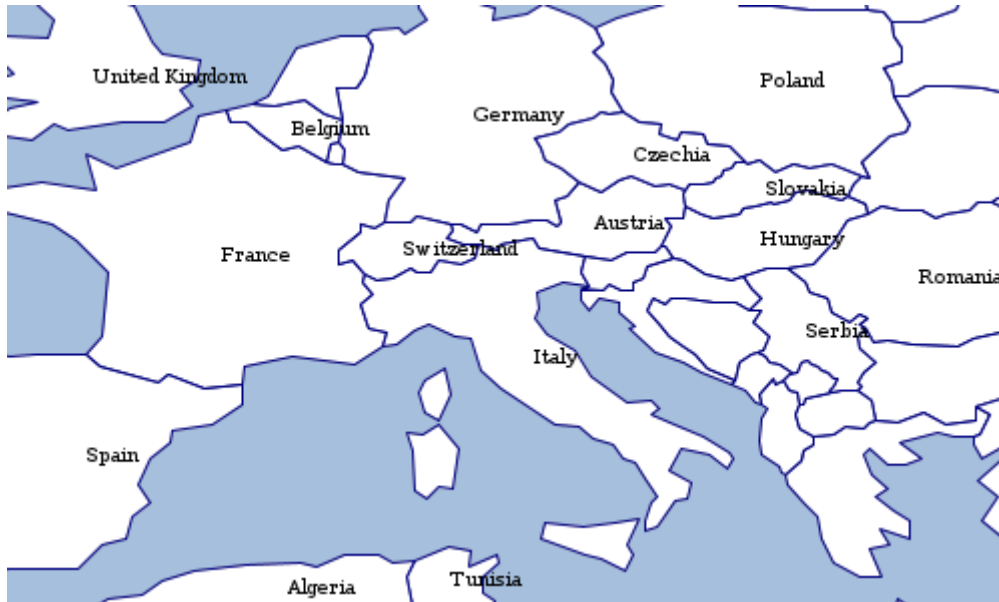 United Kingdom
Poland
Germany
Belgium
Czechia
Slovakia
Austria
Hungary
Switzerland
France
Romania
Serbia
Italy
Spain
Tunisia
Algeria